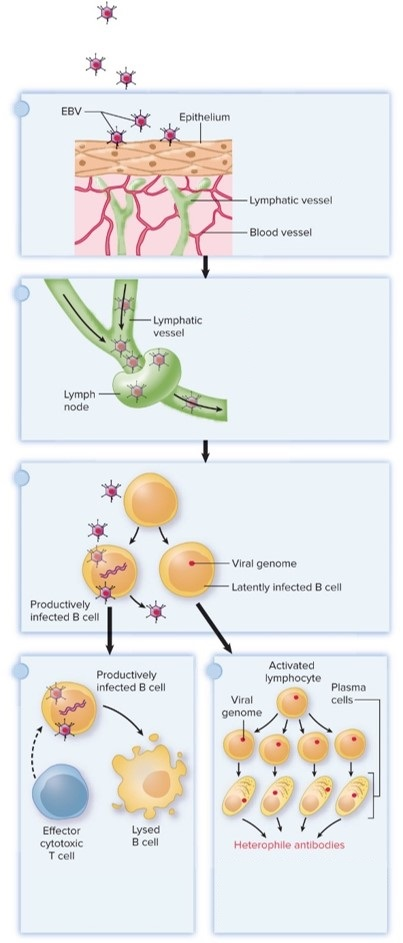 EBV
Epithelium
Lymphatic vessel
Blood vessel
Lymphatic
vessel
Lymph
node
Viral genome
Latently infected B cell
Productively
infected B cell
Productively
infected B cell
Effector
cytotoxic
T cell
Lysed
B cell
Activated
lymphocyte
Viral
genome
Plasma
cells
Heterophile antibodies